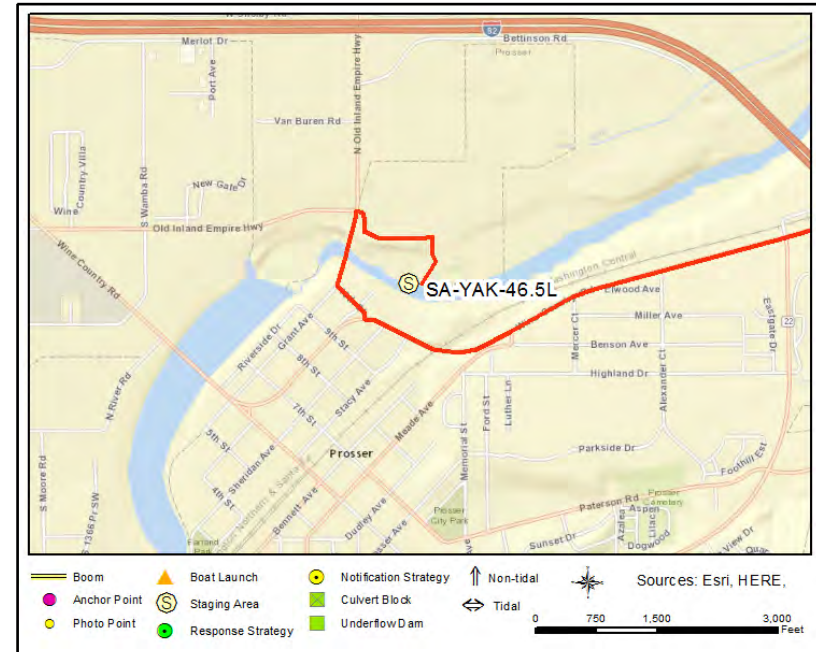 82
Merlot Dr
Bettinson Rd
Prosser
Port Ave
N Old Inland Empire Hwy
Van Buren Rd
Wine Country Villa
S Wamba Rd
New Gate Dr
Old Inland Empire Hwy
Wine Country Rd
SA-YAK-46.5L
Elwood Ave
Miller Ave
Eastgate Dr
22
Mercer Ct
Benson Ave
Alexander Ct
Highland Dr
Riverside Dr
Grant Ave
9th St
8th St
Stacy Ave
7th St
Luther Ln
Ford St
Meade Ave
N River Rd
5th St
Sheridan Ave
Prosser
Memorial St
Parkside Dr
Foothill Est
4th St
S Moore Rd
Bennett Ave
Paterson Rd
Prosser
Cemetery
Prosser
City Park
Dudley Ave
Sunset Dr
Azalea
Aspen
Lilac
Dogwood
View Dr
S 1366 Pr SW
Boom
Boat Launch
Notification Strategy
Non-tidal
Sources: Esri, HERE,
Anchor Point
Staging Area
Culvert Block
Tidal
Photo Point
Response Strategy
Underflow Dam
0 750 1,500 3,000
Feet